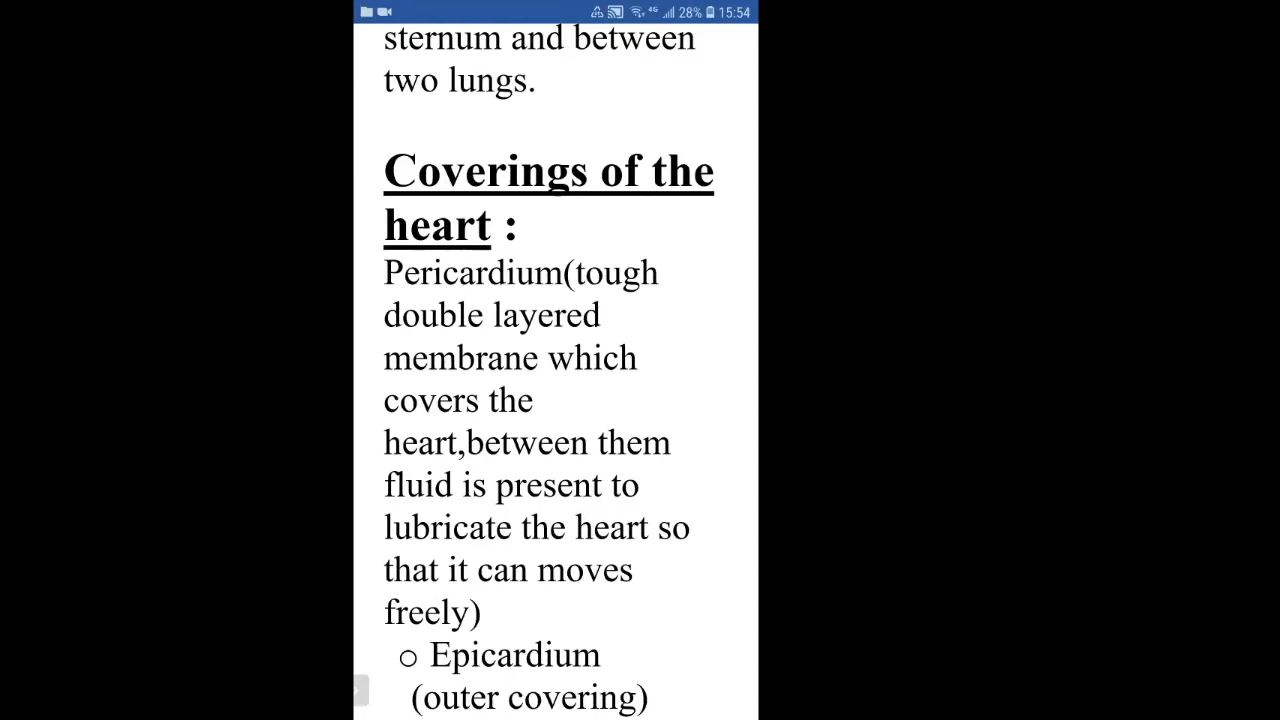 4G 28% 15:54
sternum and between
two lungs.
Coverings of the
heart :
Pericardium(tough
double layered
membrane which
covers the
heart,between them
fluid is present to
lubricate the heart so
that it can moves
freely)
o Epicardium
(outer covering)